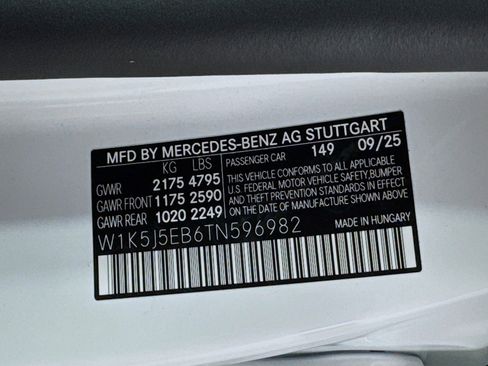 MFD BY MERCEDES-BENZ AG STUTTGART
KG LBS
GVWR 2175 4795
GAWR FRONT 1175 2590
GAWR REAR 1020 2249
PASSENGER CAR 149 09/25
THIS VEHICLE CONFORMS TO ALL APPLICABLE
U.S. FEDERAL MOTOR VEHICLE SAFETY,BUMPER
AND THEFT PREVENTION STANDARDS IN EFFECT
ON THE DATE OF MANUFACTURE SHOWN ABOVE.
W1K5J5EB6TN596982
MADE IN HUNGARY